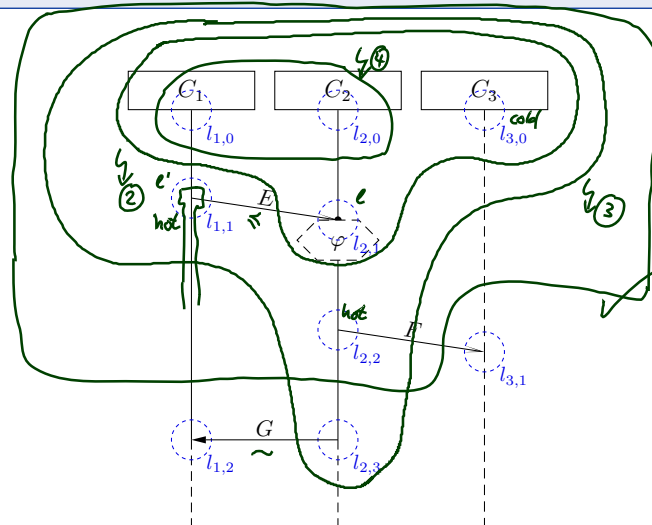 ④
C₁ C₂ C₃
l₁,₀ l₂,₀ l₃,₀ cold
② e' E e ③
hot l₁,₁ ≤ l₂,₁
φ
hot
l₂,₂ F l₃,₁
G
l₁,₂ ~ l₂,₃